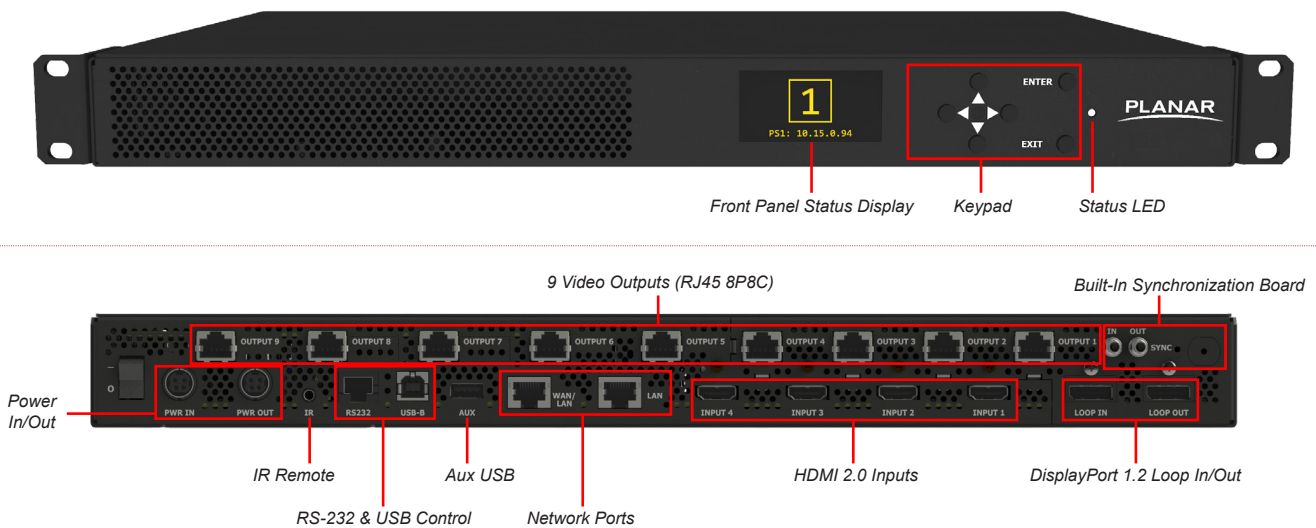 ENTER
1
PLANAR
PS1: 10.15.0.94
EXIT
Front Panel Status Display
Keypad
Status LED
9 Video Outputs (RJ45 8P8C)
Built-In Synchronization Board
OUTPUT 9
OUTPUT 8
OUTPUT 7
OUTPUT 6
OUTPUT 5
OUTPUT 4
OUTPUT 3
OUTPUT 2
OUTPUT 1
IN
OUT
SYNC
O
Power
In/Out
PWR IN
PWR OUT
IR
RS232
USB-B
AUX
WAN/
LAN
LAN
INPUT 4
INPUT 3
INPUT 2
INPUT 1
LOOP IN
LOOP OUT
IR Remote
Aux USB
HDMI 2.0 Inputs
DisplayPort 1.2 Loop In/Out
RS-232 & USB Control
Network Ports